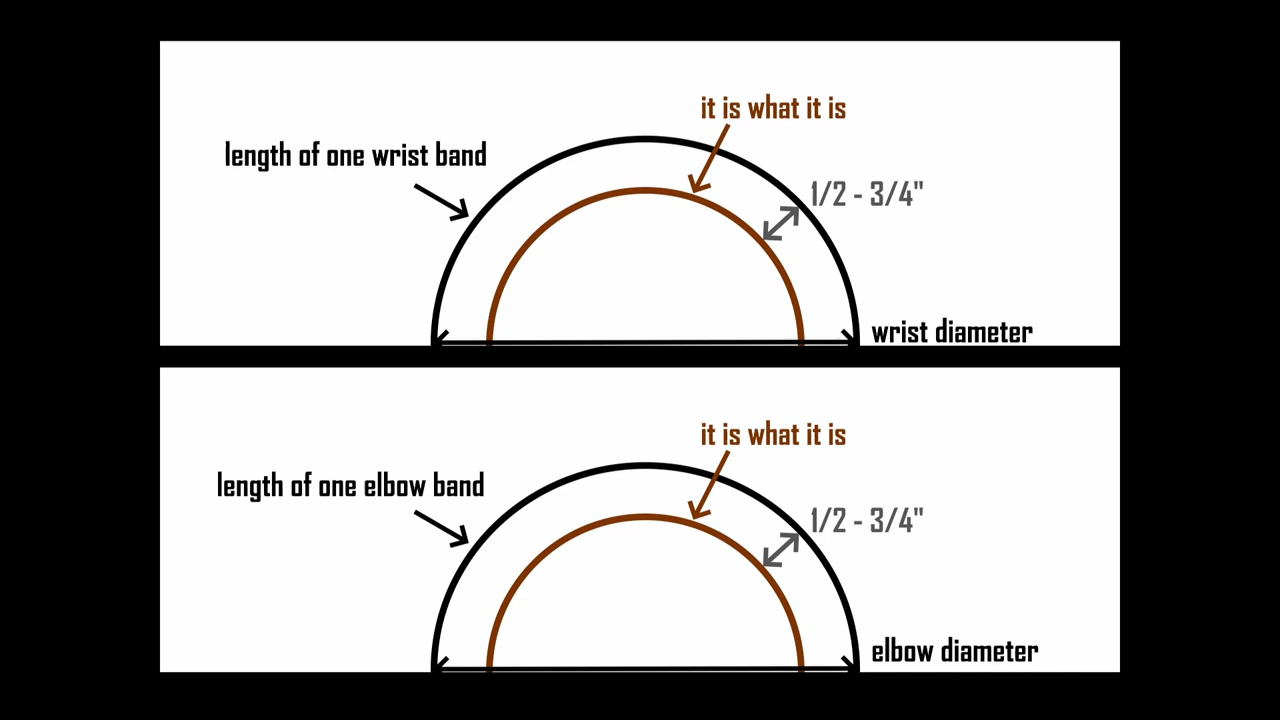 it is what it is
length of one wrist band
1/2 - 3/4"
wrist diameter
it is what it is
length of one elbow band
1/2 - 3/4"
elbow diameter